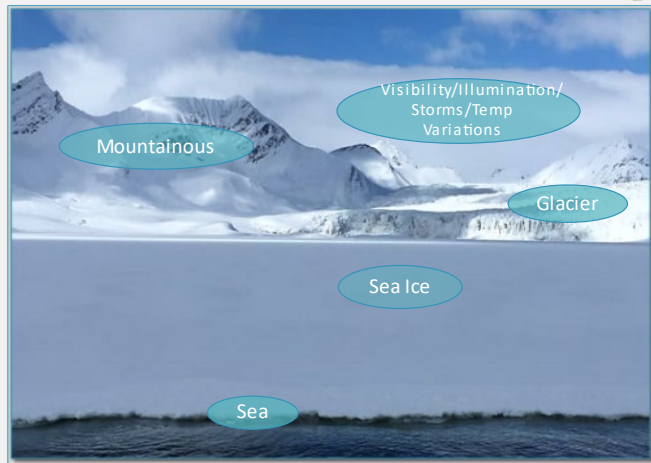 Visibility/Illumination/
Storms/Temp
Variations
Mountainous
Glacier
Sea Ice
Sea